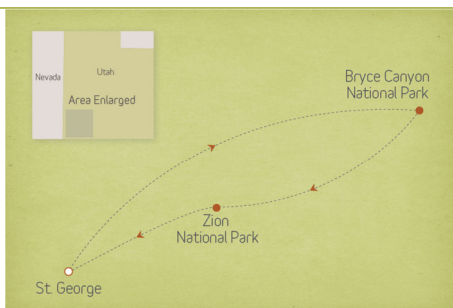 Nevada
Utah
Area Enlarged
Bryce Canyon
National Park
Zion
National Park
St. George